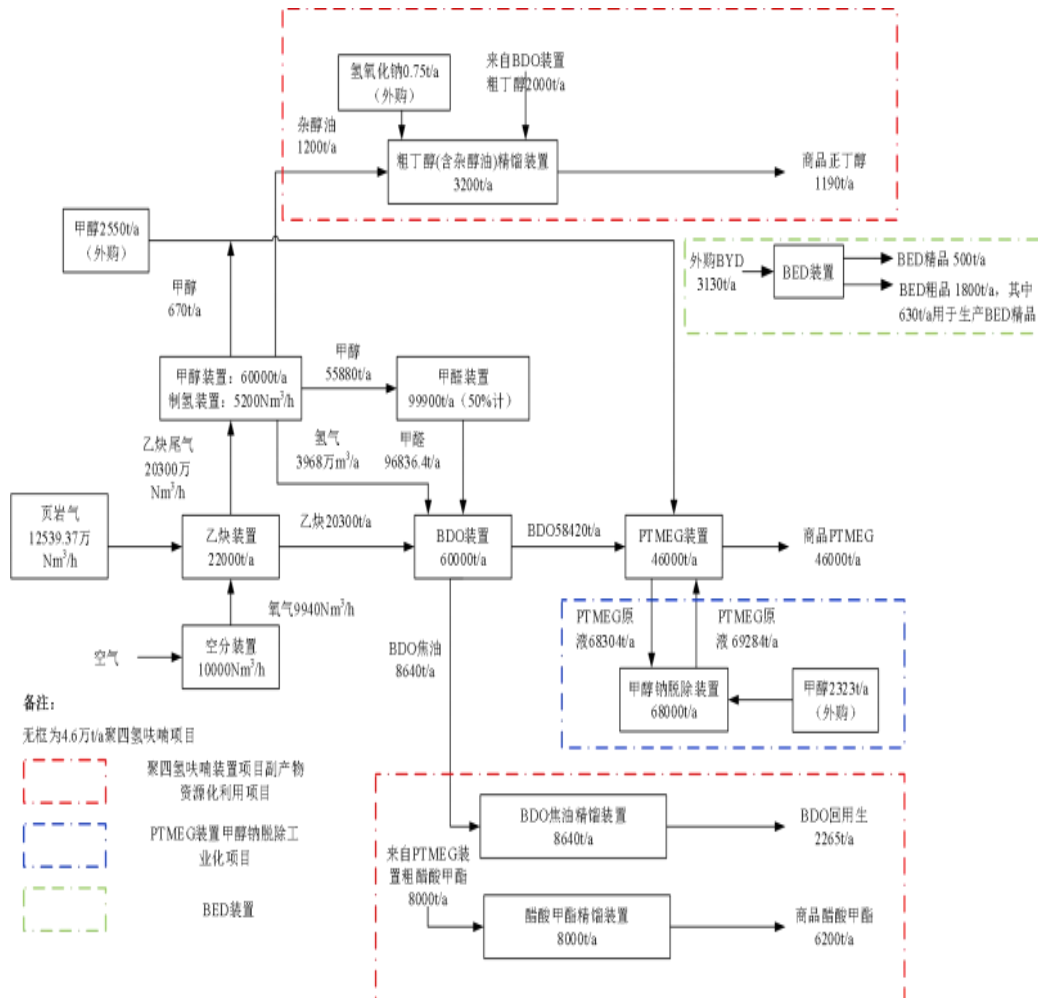 氢氧化钠0.75t/a
（外购）
来自BDO装置
粗丁醇2000t/a
杂醇油
1200t/a
粗丁醇(含杂醇油)精馏装置
3200t/a
商品正丁醇
1190t/a
甲醇2550t/a
（外购）
外购BYD
3130t/a
BED装置
BED精品 500t/a
BED粗品 1800t/a，其中
630t/a用于生产BED精品
甲醇
670t/a
甲醇装置：60000t/a
制氢装置：5200Nm³/h
甲醇
55880t/a
甲醛装置
99900t/a（50%计）
乙炔尾气
20300万
Nm³/h
氢气
3968万m³/a
甲醛
96836.4t/a
页岩气
12539.37万
Nm³/h
乙炔装置
22000t/a
乙炔20300t/a
BDO装置
60000t/a
BDO58420t/a
PTMEG装置
46000t/a
商品PTMEG
46000t/a
氧气9940Nm³/h
空气
空分装置
10000Nm³/h
BDO焦油
8640t/a
PTMEG原
液68304t/a
PTMEG原
液 69284t/a
甲醇钠脱除装置
68000t/a
甲醇2323t/a
（外购）
备注：
无框为4.6万t/a聚四氢呋喃项目
聚四氢呋喃装置项目副产物
资源化利用项目
PTMEG装置甲醇钠脱除工
业化项目
BED装置
BDO焦油精馏装置
8640t/a
BDO回用生
2265t/a
来自PTMEG装
置粗醋酸甲酯
8000t/a
醋酸甲酯精馏装置
8000t/a
商品醋酸甲酯
6200t/a